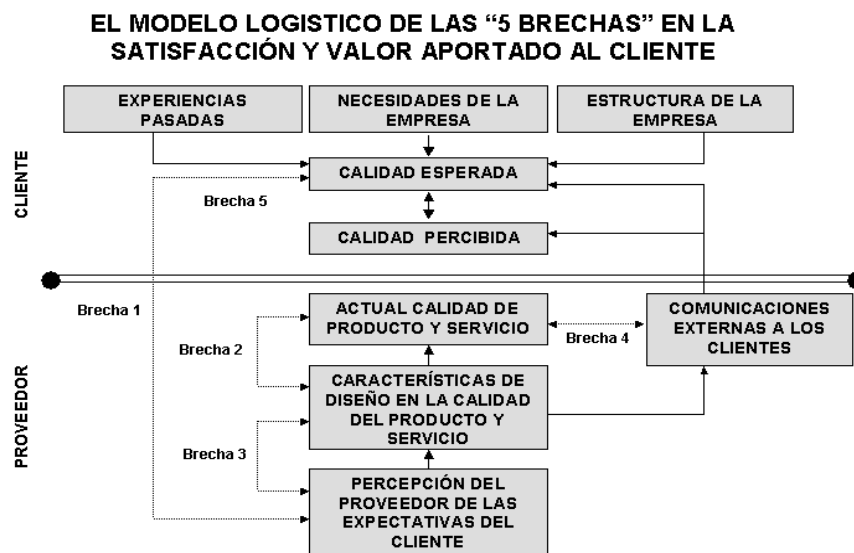 EL MODELO LOGISTICO DE LAS “5 BRECHAS” EN LA
SATISFACCIÓN Y VALOR APORTADO AL CLIENTE
EXPERIENCIAS
PASADAS
NECESIDADES DE LA
EMPRESA
ESTRUCTURA DE LA
EMPRESA
CLIENTE
CALIDAD ESPERADA
Brecha 5
CALIDAD PERCIBIDA
Brecha 1
ACTUAL CALIDAD DE
PRODUCTO Y SERVICIO
COMUNICACIONES
EXTERNAS A LOS
CLIENTES
Brecha 4
Brecha 2
PROVEEDOR
CARACTERÍSTICAS DE
DISEÑO EN LA CALIDAD
DEL PRODUCTO Y
SERVICIO
Brecha 3
PERCEPCIÓN DEL
PROVEEDOR DE LAS
EXPECTATIVAS DEL
CLIENTE